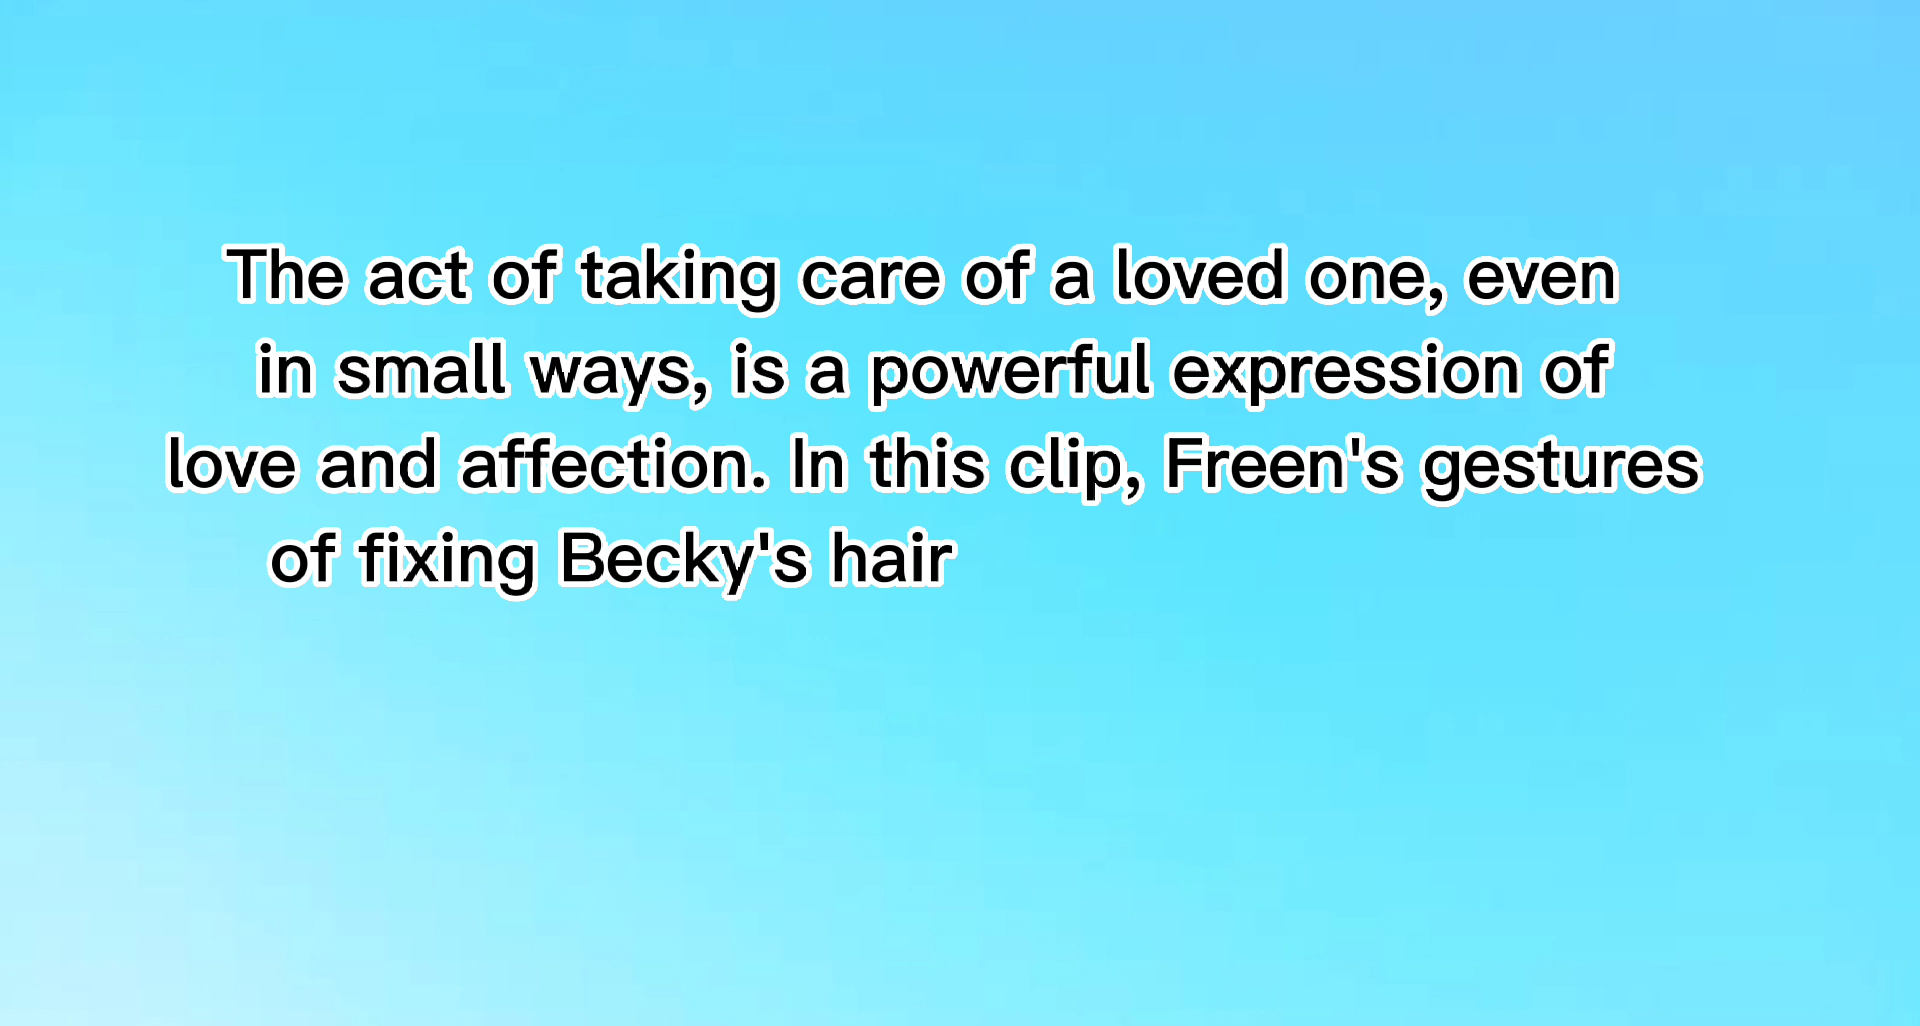 The act of taking care of a loved one, even
in small ways, is a powerful expression of
love and affection. In this clip, Freen's gestures
of fixing Becky's hair